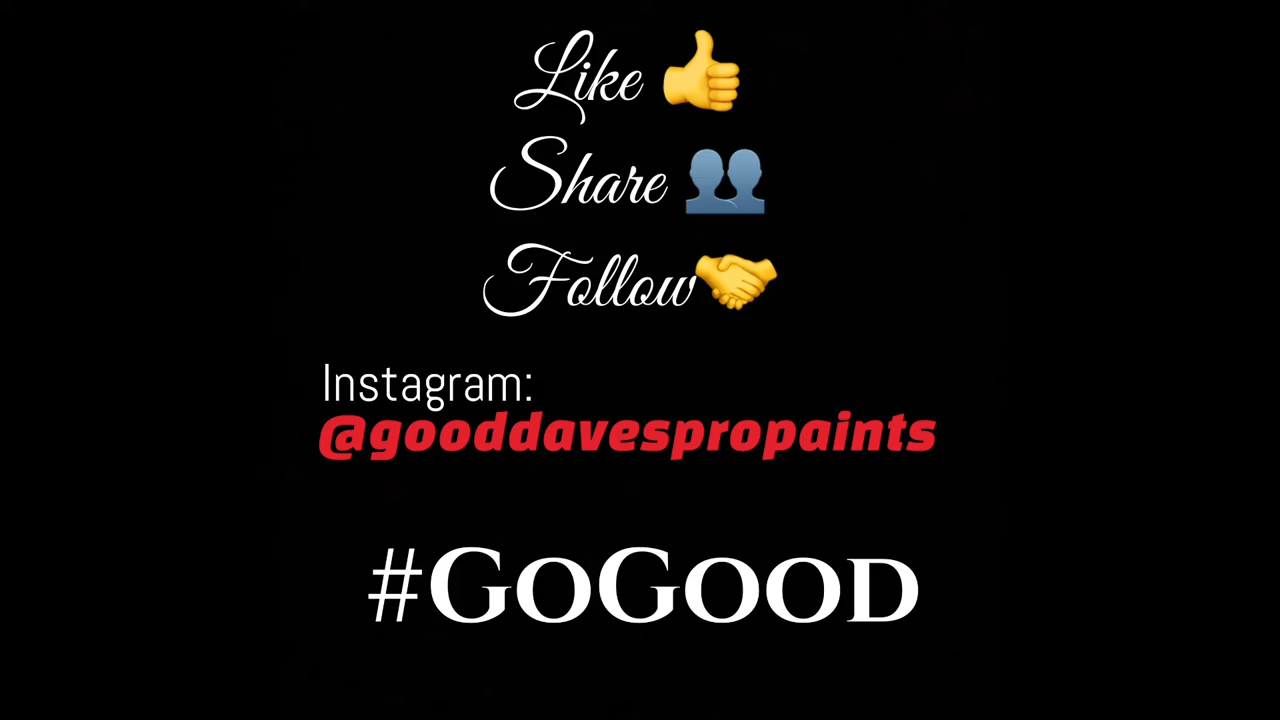 Like 👍
Share 👥
Follow🤝
Instagram:
@gooddavespropaints
#GoGood